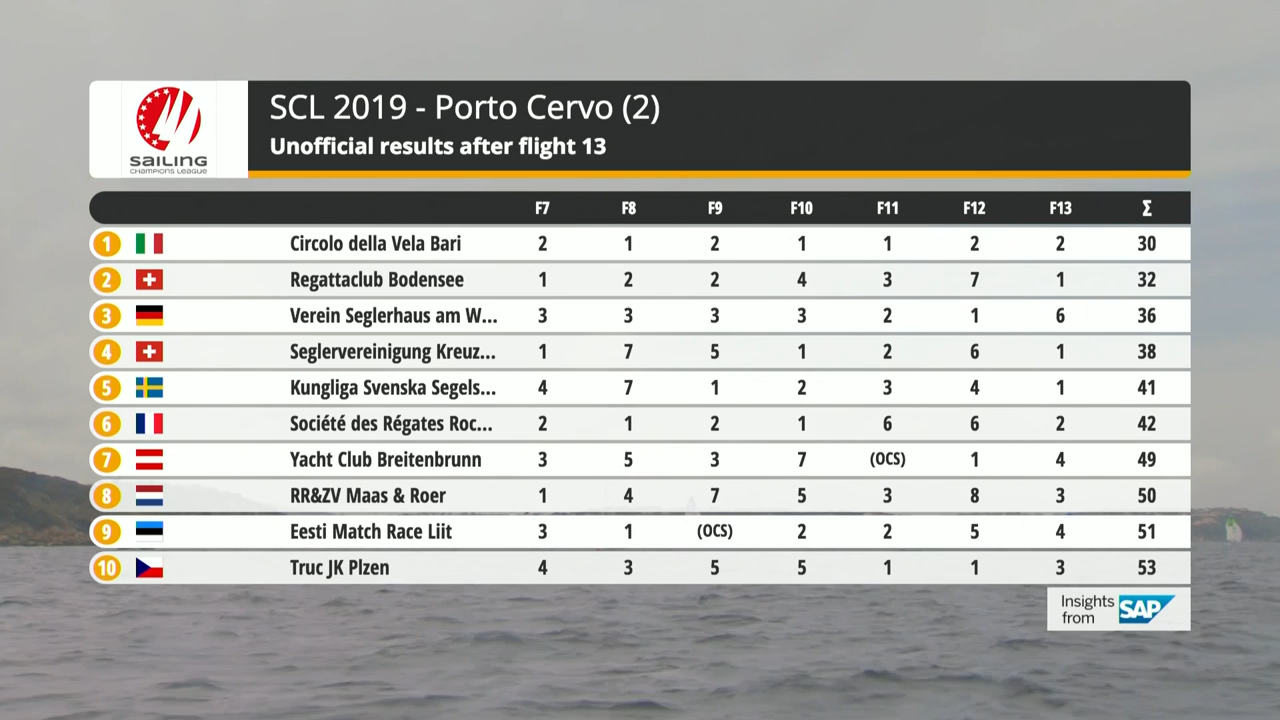 SAILING
CHAMPIONS LEAGUE
SCL 2019 - Porto Cervo (2)
Unofficial results after flight 13
F7 F8 F9 F10 F11 F12 F13 Σ
1 Circolo della Vela Bari 2 1 2 1 1 2 2 30
2 Regattaclub Bodensee 1 2 2 4 3 7 1 32
3 Verein Seglerhaus am W... 3 3 3 3 2 1 6 36
4 Seglervereinigung Kreuz... 1 7 5 1 2 6 1 38
5 Kungliga Svenska Segels... 4 7 1 2 3 4 1 41
6 Société des Régates Roc... 2 1 2 1 6 6 2 42
7 Yacht Club Breitenbrunn 3 5 3 7 (OCS) 1 4 49
8 RR&ZV Maas & Roer 1 4 7 5 3 8 3 50
9 Eesti Match Race Liit 3 1 (OCS) 2 2 5 4 51
10 Truc JK Plzen 4 3 5 5 1 1 3 53
Insights
from SAP